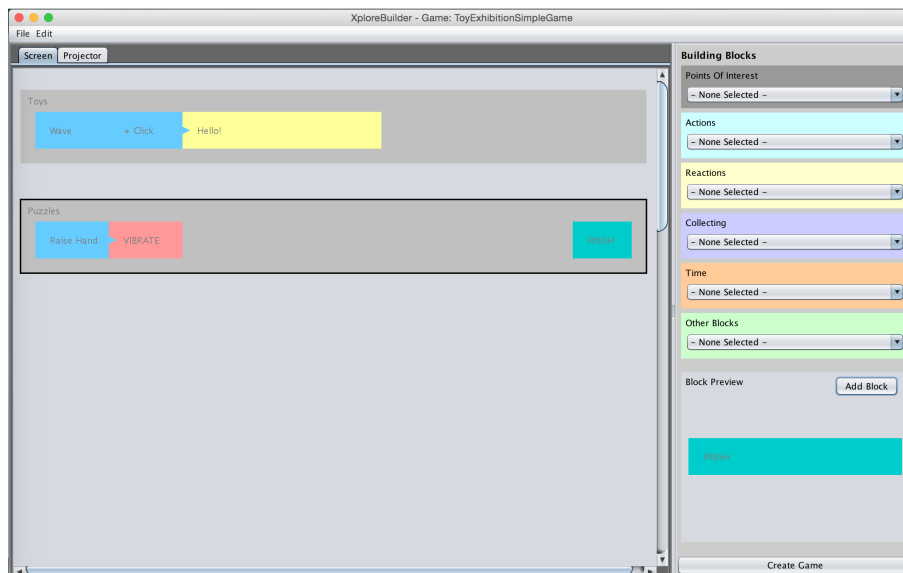 XploreBuilder - Game: ToyExhibitionSimpleGame
File Edit
Screen Projector
Toys
Wave + Click Hello!
Puzzles
Raise Hand VIBRATE FINISH
Building Blocks
Points Of Interest
- None Selected -
Actions
- None Selected -
Reactions
- None Selected -
Collecting
- None Selected -
Time
- None Selected -
Other Blocks
- None Selected -
Block Preview
Add Block
FINISH
Create Game